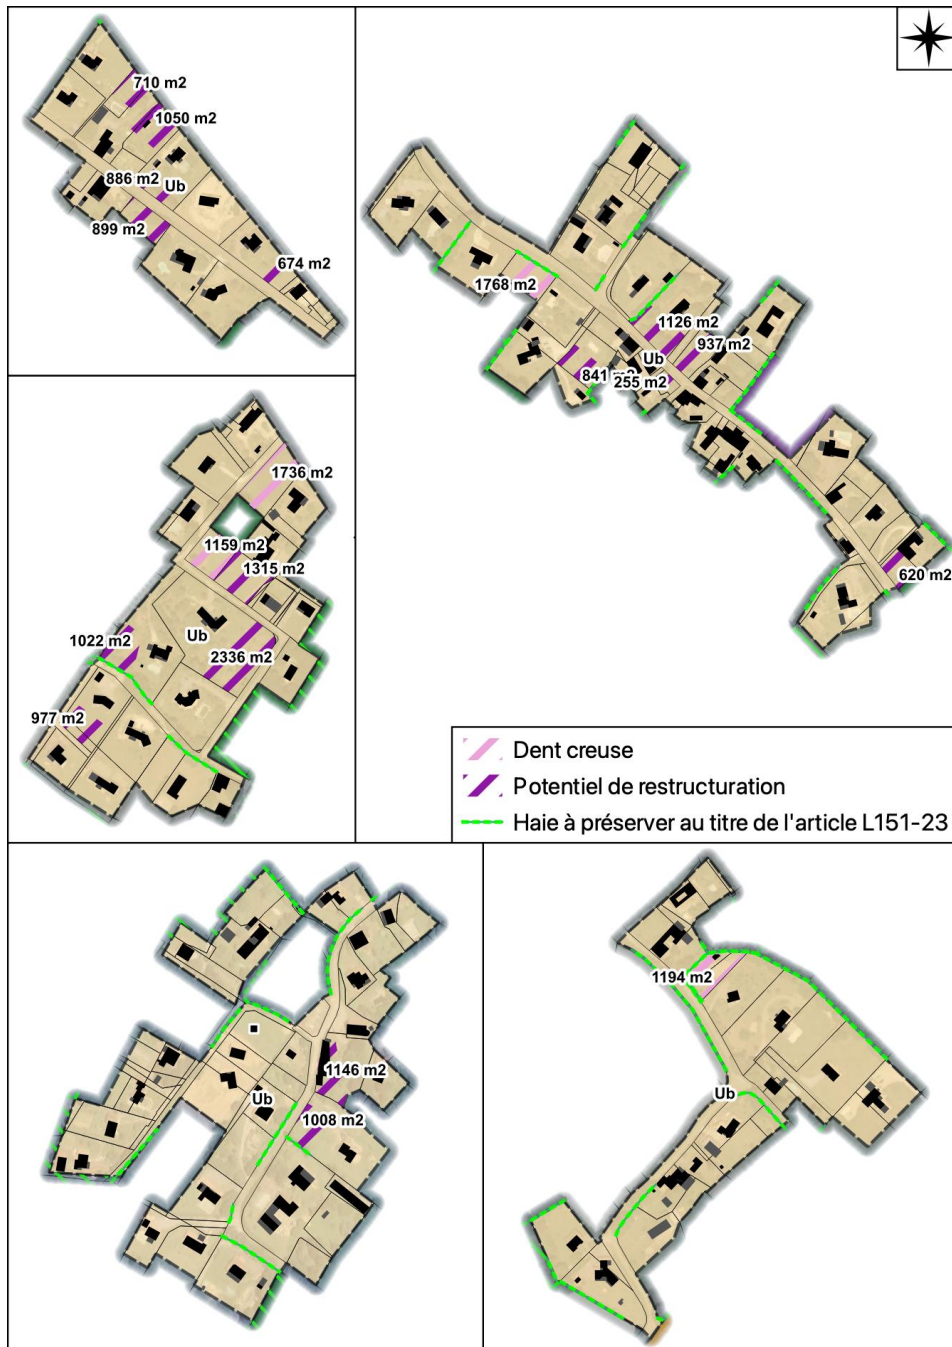 710 m2
1050 m2
886 m2
Ub
899 m2
674 m2
1768 m2
1126 m2
937 m2
Ub
841 m2
255 m2
620 m2
1736 m2
1159 m2
1315 m2
1022 m2
Ub
2336 m2
977 m2
Dent creuse
Potentiel de restructuration
Haie à préserver au titre de l'article L151-23
1146 m2
Ub
1008 m2
1194 m2
Ub